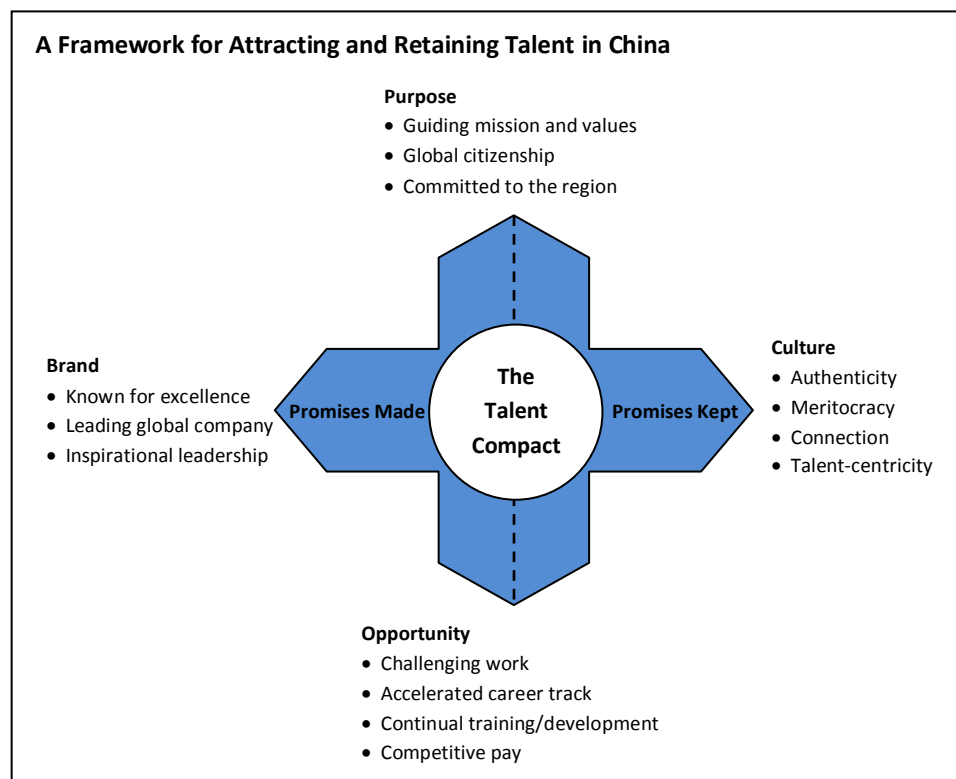 A Framework for Attracting and Retaining Talent in China
Purpose
• Guiding mission and values
• Global citizenship
• Committed to the region
Brand
• Known for excellence
• Leading global company
• Inspirational leadership
Promises Made
The
Talent
Compact
Promises Kept
Culture
• Authenticity
• Meritocracy
• Connection
• Talent-centricity
Opportunity
• Challenging work
• Accelerated career track
• Continual training/development
• Competitive pay